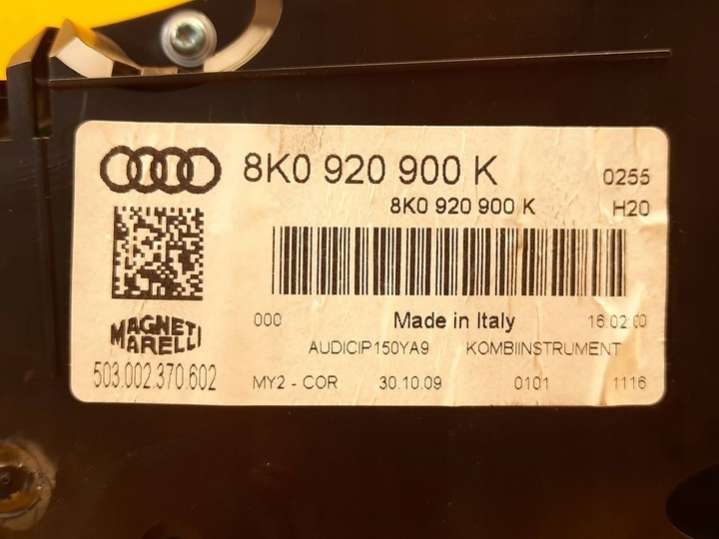 8K0 920 900 K
0255
8K0 920 900 K
H20
000
Made in Italy
16.02.00
MAGNETI
MARELLI
AUDICIP150YA9 KOMBIINSTRUMENT
503.002.370.602
MY2 - COR 30.10.09 0101 1116